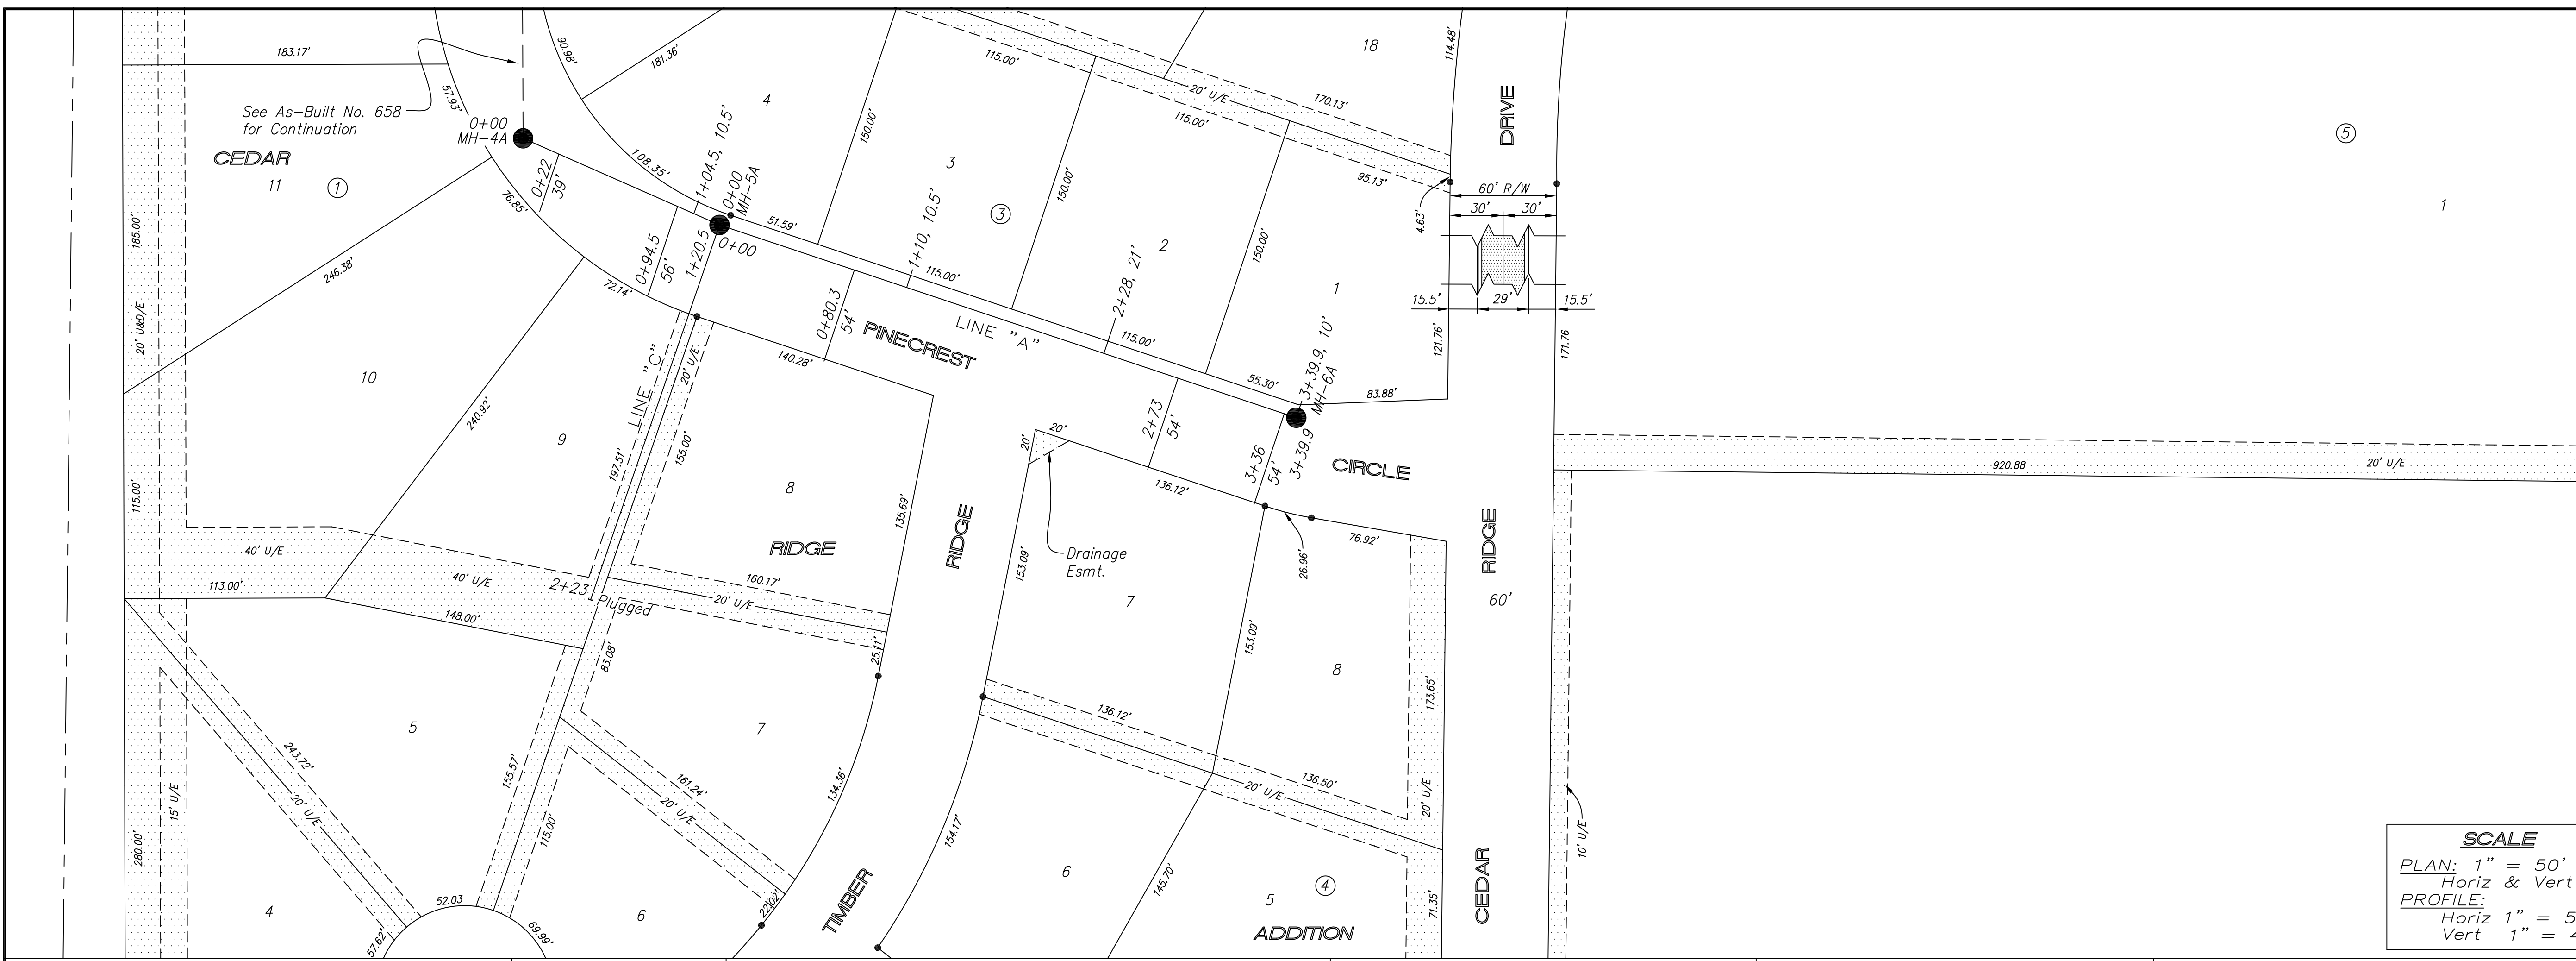 183.17'
90.98'
181.36'
18
114.48'
115.00'
20' U/E
170.13'
DRIVE
5
57.93'
See As-Built No. 658
for Continuation
0+00
MH-4A
4
150.00'
115.00'
CEDAR
11
1
108.35'
1+04.5, 10.5'
3
150.00'
95.13'
60' R/W
30'
30'
1
4.63'
0+22
39'
76.85'
0+00
MH-5A
51.59'
1+10, 10.5'
3
2
150.00'
185.00'
246.38'
0+94.5
56'
1+20.5
0+00
115.00'
2+28, 21'
1
15.5'
29'
15.5'
72.14'
20' U&D/E
0+80.3
54'
PINECREST
LINE "A"
115.00'
3+39.9, 10'
MH-6A
121.76'
171.76
140.28'
10
LINE "C"
20' U/E
55.30'
83.88'
240.92'
9
197.51'
155.00'
2+73
54'
20'
20'
3+36
54'
3+39.9
CIRCLE
920.88
20' U/E
115.00'
8
135.69'
136.12'
RIDGE
RIDGE
153.09'
Drainage
Esmt.
26.96'
76.92'
RIDGE
40' U/E
40' U/E
113.00'
2+23 Plugged
160.17'
20' U/E
7
60'
148.00'
83.08'
25.11'
153.09'
8
173.65'
5
7
136.12'
243.72'
155.57'
161.24'
134.36'
136.50'
20' U/E
15' U/E
20' U/E
20' U/E
20' U/E
10' U/E
280.00'
115.00'
154.17'
6
145.70'
5
4
CEDAR
4
52.03
6
22.02'
TIMBER
71.35'
57.62'
69.99'
ADDITION
SCALE
PLAN: 1" = 50'
Horiz & Vert
PROFILE:
Horiz 1" = 5
Vert 1" = 4